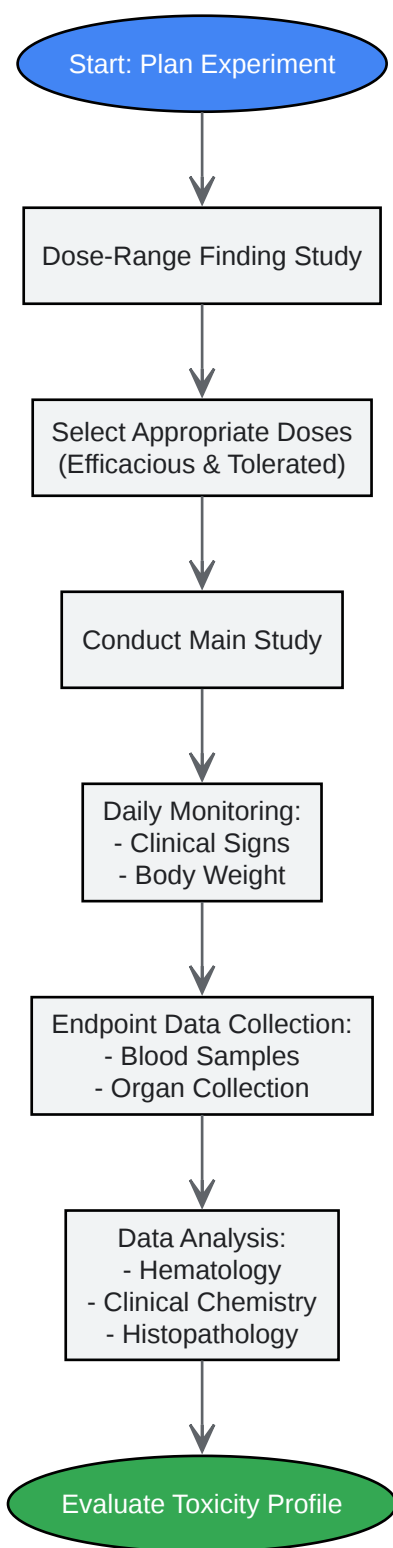 Start: Plan Experiment
Dose-Range Finding Study
Select Appropriate Doses
(Efficacious & Tolerated)
Conduct Main Study
Daily Monitoring:
- Clinical Signs
- Body Weight
Endpoint Data Collection:
- Blood Samples
- Organ Collection
Data Analysis:
- Hematology
- Clinical Chemistry
- Histopathology
Evaluate Toxicity Profile